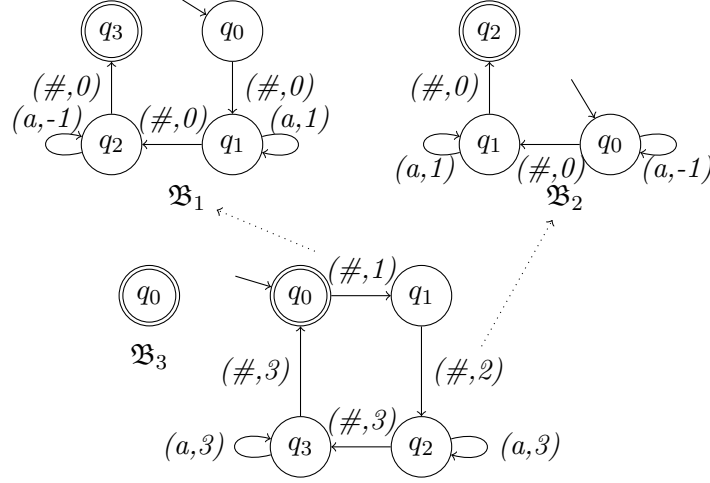 q₃ q₀ q₂
(#,0) (#,0) (#,0)
(a,-1) (#,0) (a,1)
q₂ q₁ q₁ q₀
(a,1) (#,0) (a,-1)
𝔅₁ 𝔅₂
(#,1)
q₀ q₀ q₁
𝔅₃
(#,3) (#,2)
(#,3)
(a,3) q₃ q₂ (a,3)